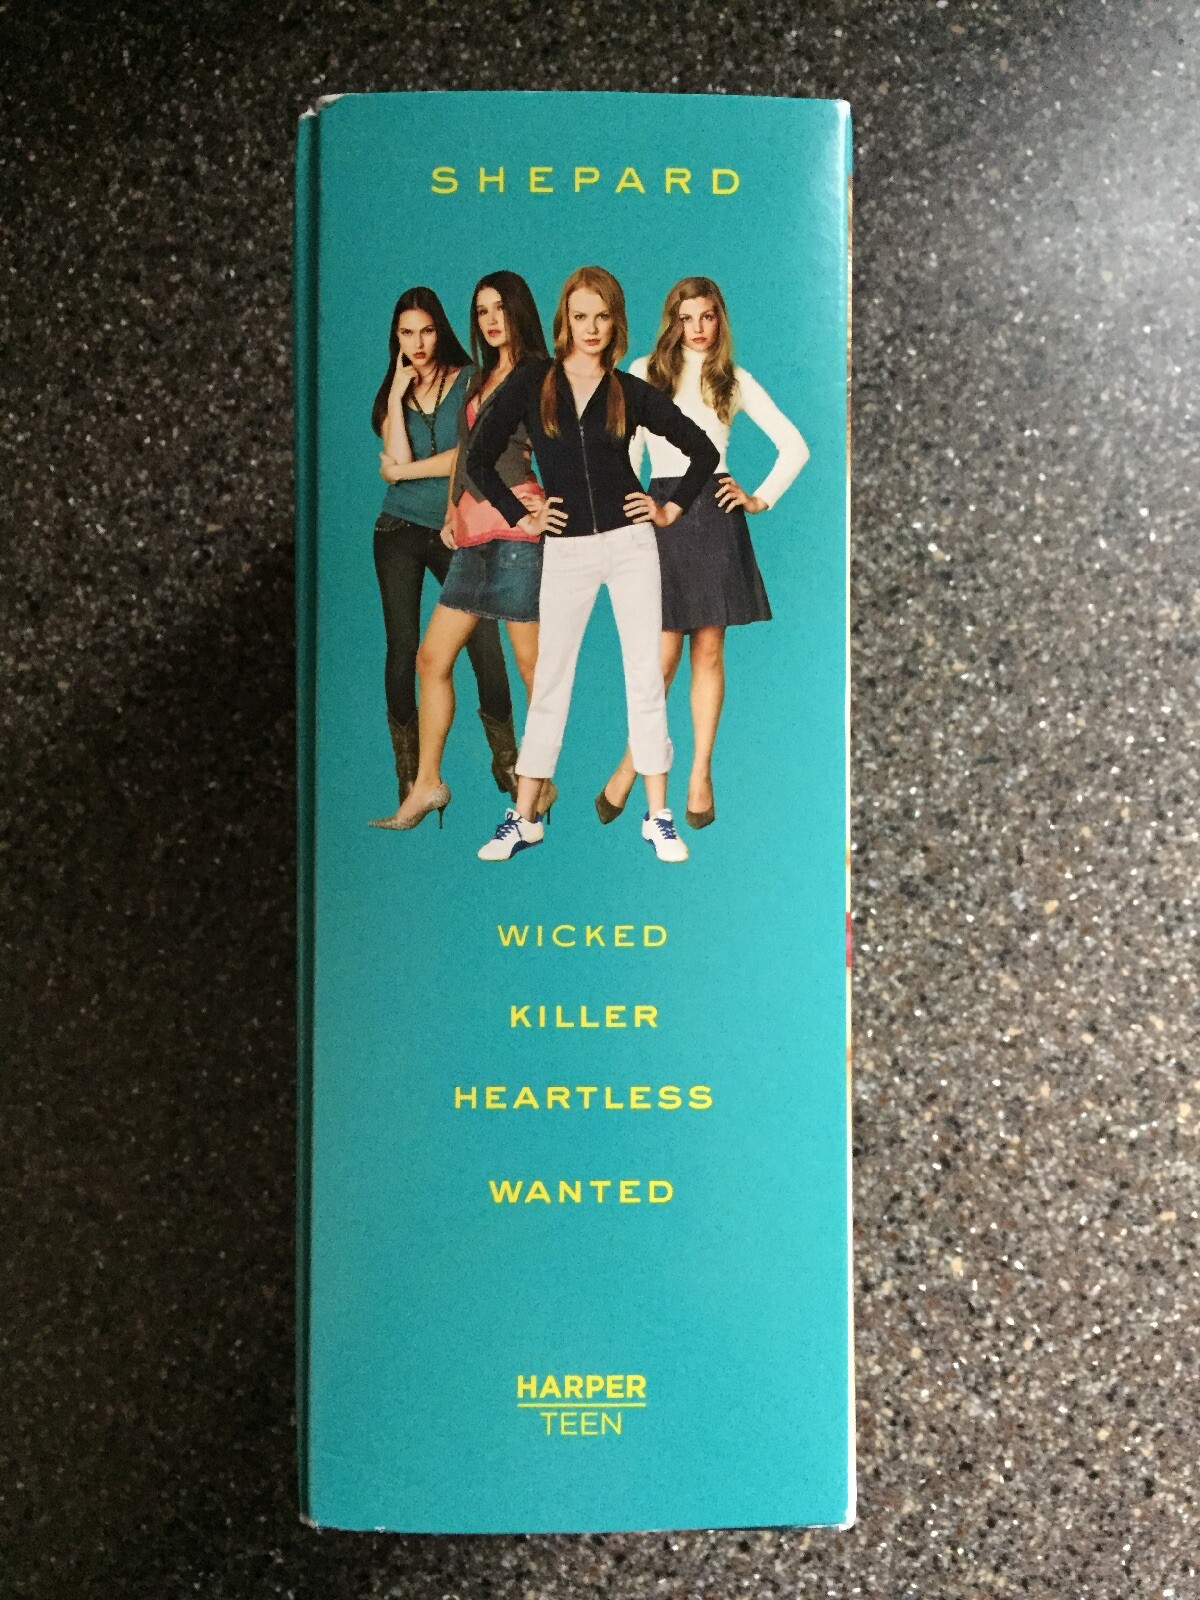 SHEPARD
WICKED
KILLER
HEARTLESS
WANTED
HARPER
TEEN